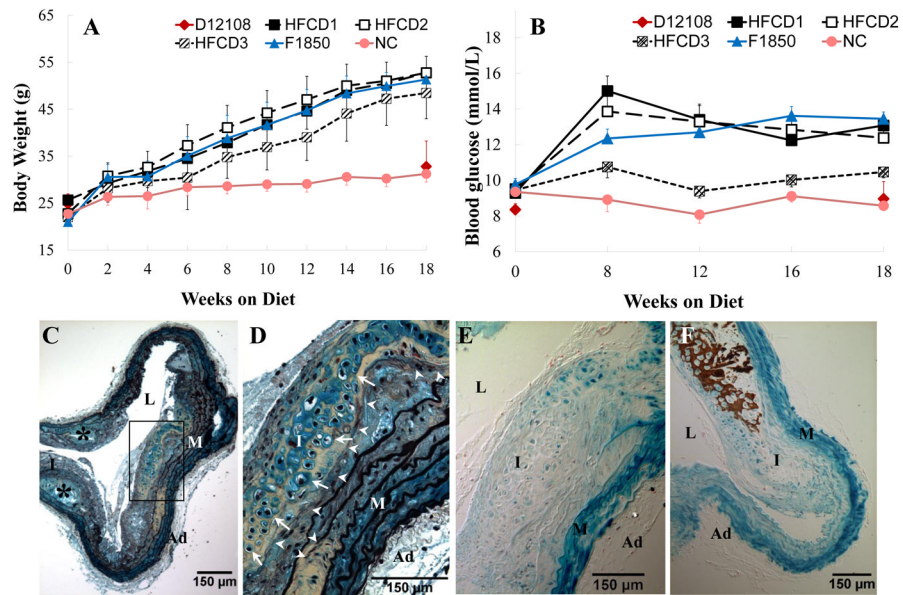 A
D12108 HFCD1 HFCD2
HFCD3 F1850 NC
Body Weight (g)
65
55
45
35
25
15
0 2 4 6 8 10 12 14 16 18
Weeks on Diet
B
D12108 HFCD1 HFCD2
HFCD3 F1850 NC
Blood glucose (mmol/L)
18
16
14
12
10
8
6
0 8 12 16 18
Weeks on Diet
C
L
M
I
*
*
Ad
150 µm
D
I
M
Ad
150 µm
E
L
I
M
Ad
150 µm
F
L
M
I
Ad
150 µm